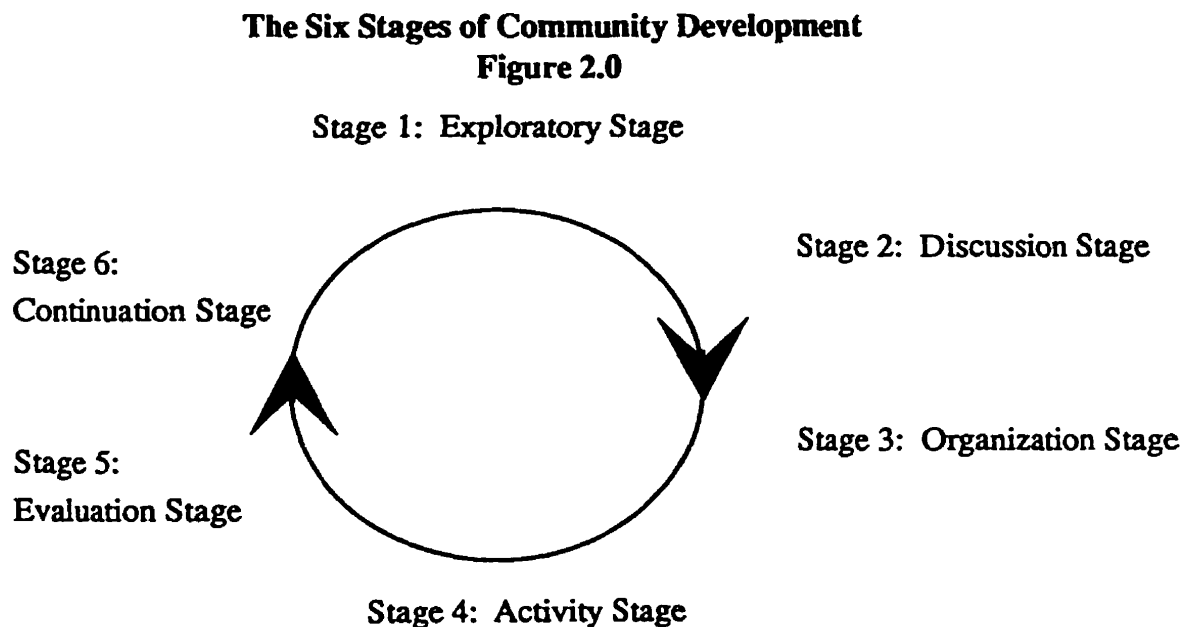 The Six Stages of Community Development
Figure 2.0
Stage 1: Exploratory Stage
Stage 2: Discussion Stage
Stage 3: Organization Stage
Stage 4: Activity Stage
Stage 5:
Evaluation Stage
Stage 6:
Continuation Stage